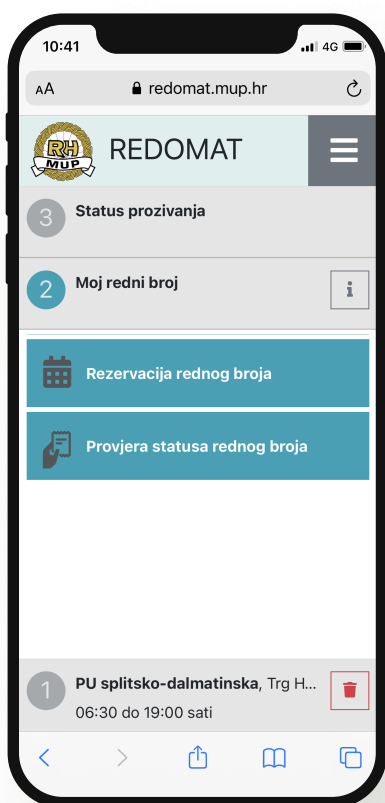 10:41
4G
AA
redomat.mup.hr
RH
MUP
REDOMAT
3
Status prozivanja
2
Moj redni broj
i
Rezervacija rednog broja
Provjera statusa rednog broja
1
PU splitsko-dalmatinska, Trg H...
06:30 do 19:00 sati